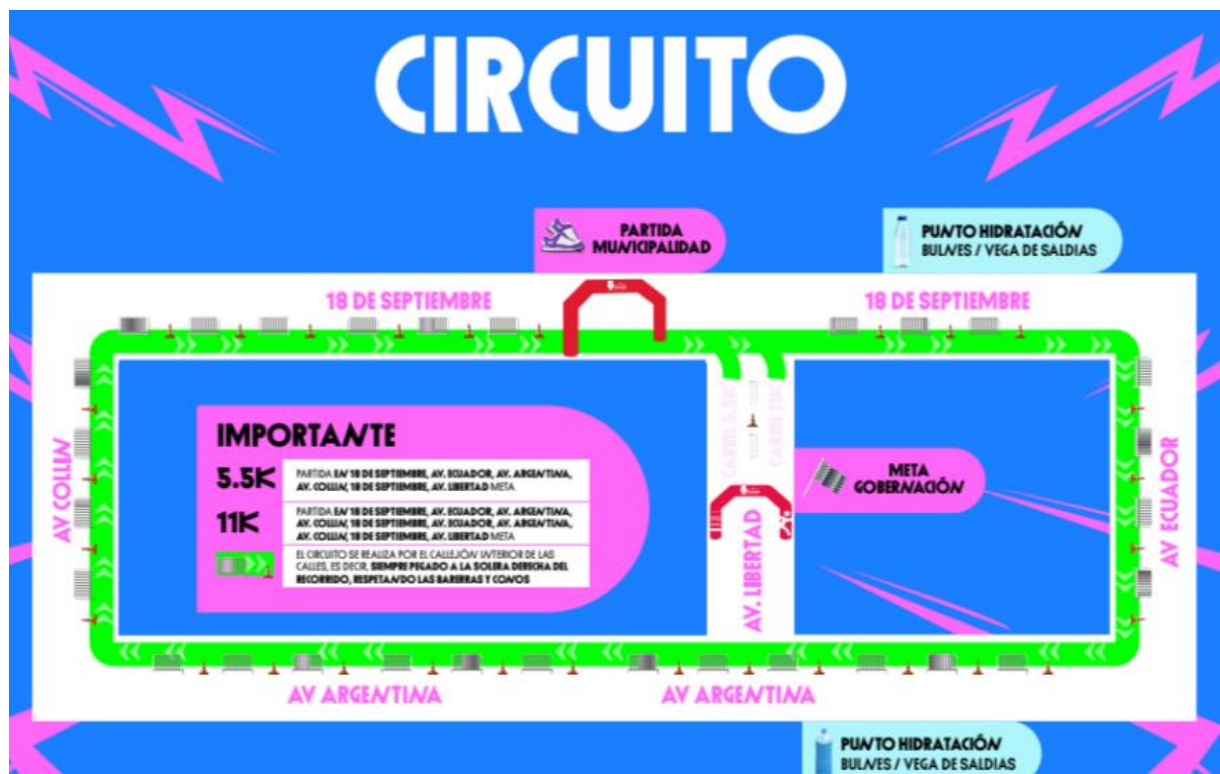 CIRCUITO
PARTIDA
MUNICIPALIDAD
PUNTO HIDRATACIÓN
BULNES / VEGA DE SALDIAS
18 DE SEPTIEMBRE
18 DE SEPTIEMBRE
AV COLLIN
IMPORTANTE
5.5K
PARTIDA EN 18 DE SEPTIEMBRE, AV. ECUADOR, AV. ARGENTINA,
AV. COLLIN, 18 DE SEPTIEMBRE, AV. LIBERTAD META
11K
PARTIDA EN 18 DE SEPTIEMBRE, AV. ECUADOR, AV. ARGENTINA,
AV. COLLIN, 18 DE SEPTIEMBRE, AV. ECUADOR, AV. ARGENTINA,
AV. COLLIN, 18 DE SEPTIEMBRE, AV. LIBERTAD META
EL CIRCUITO SE REALIZA POR EL CALLEJÓN INTERIOR DE LAS
CALLES, ES DECIR, SIEMPRE PEGADO A LA SOLERA DERECHA DEL
RECORRIDO, RESPETANDO LAS BARERRAS Y CONOS
CARRIL 5.5K
CARRIL 11K
META
GOBERNACIÓN
AV. LIBERTAD
AV ECUADOR
AV ARGENTINA
AV ARGENTINA
PUNTO HIDRATACIÓN
BULNES / VEGA DE SALDIAS